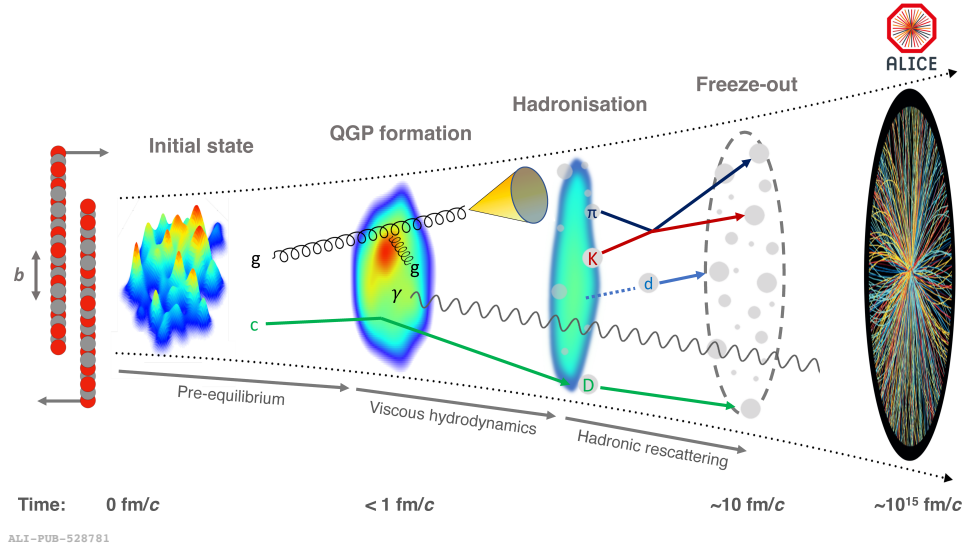 ALICE
Freeze-out
Hadronisation
QGP formation
Initial state
b
π
g
K
g
d
γ
c
D
Pre-equilibrium
Viscous hydrodynamics
Hadronic rescattering
Time: 0 fm/c < 1 fm/c ~10 fm/c ~10¹⁵ fm/c
ALI-PUB-528781